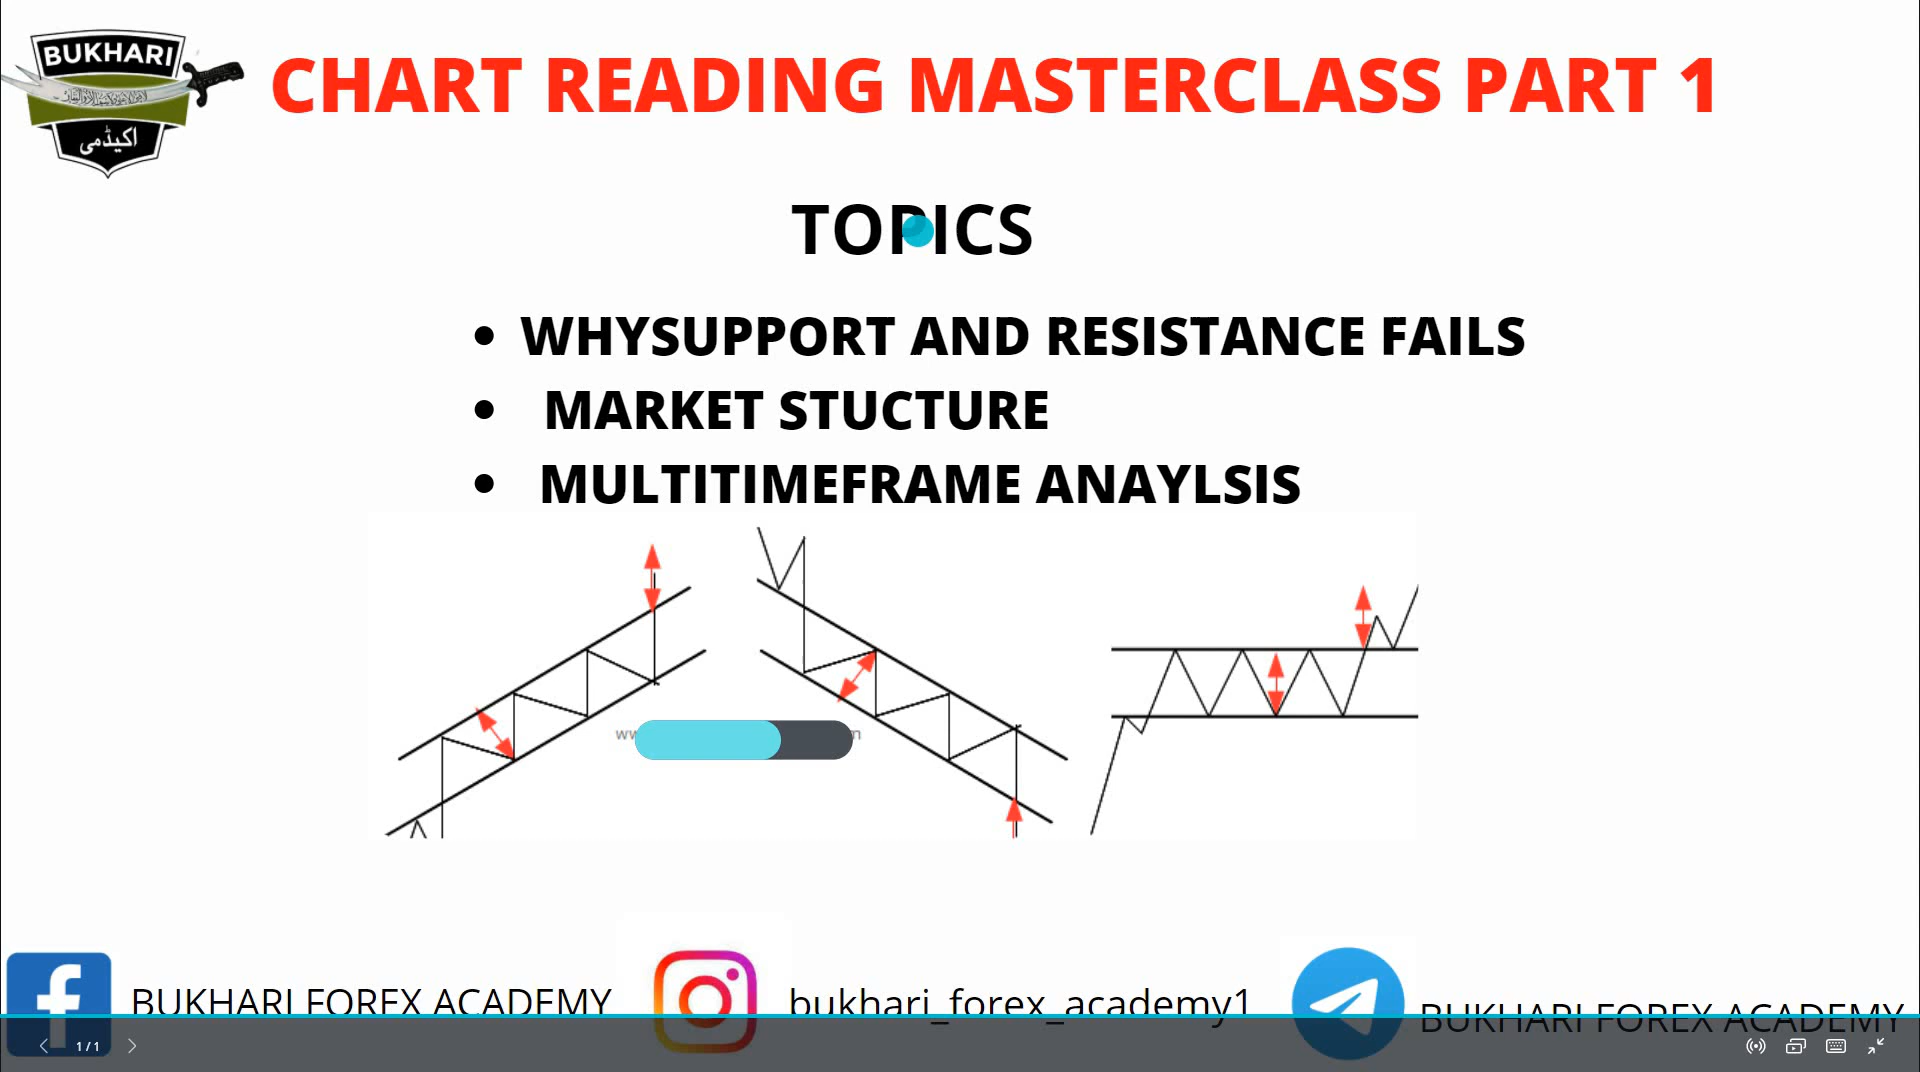 BUKHARI
اکیڈمی
CHART READING MASTERCLASS PART 1
TOPICS
WHYSUPPORT AND RESISTANCE FAILS
MARKET STUCTURE
MULTITIMEFRAME ANAYLSIS
BUKHARI FOREX ACADEMY
bukhari_forex_academy1
BUKHARI FOREX ACADEMY
1 / 1